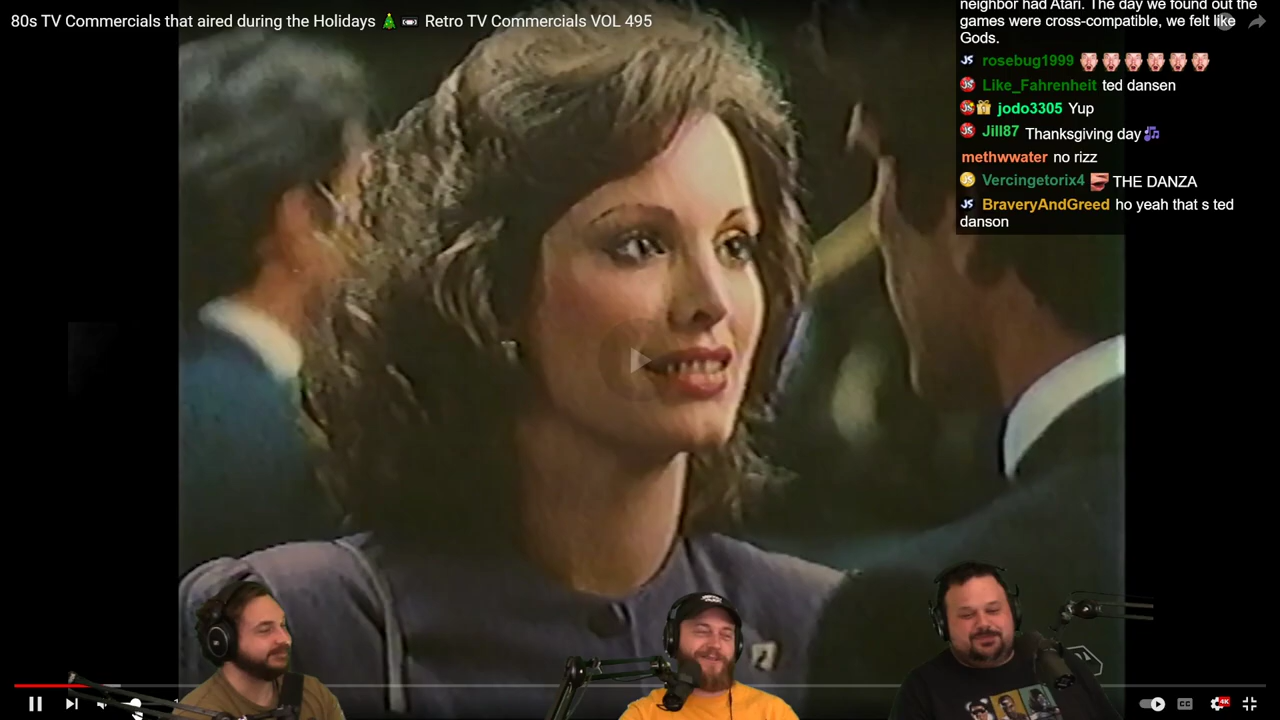 80s TV Commercials that aired during the Holidays 🎄 📼 Retro TV Commercials VOL 495
neighbor had Atari. The day we found out the
games were cross-compatible, we felt like
Gods.
rosebug1999
Like_Fahrenheit ted dansen
jodo3305 Yup
Jill87 Thanksgiving day🎶
methwwater no rizz
Vercingetorix4 THE DANZA
BraveryAndGreed ho yeah that s ted
danson
CC
4K